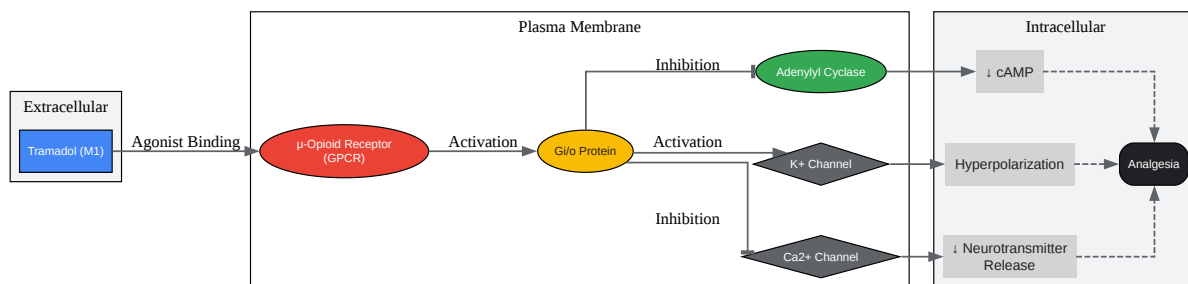 Plasma Membrane
Intracellular
Inhibition
Adenylyl Cyclase
↓ cAMP
Extracellular
Tramadol (M1)
Agonist Binding
μ-Opioid Receptor
(GPCR)
Activation
Gi/o Protein
Activation
K+ Channel
Hyperpolarization
Analgesia
Inhibition
Ca2+ Channel
↓ Neurotransmitter
Release